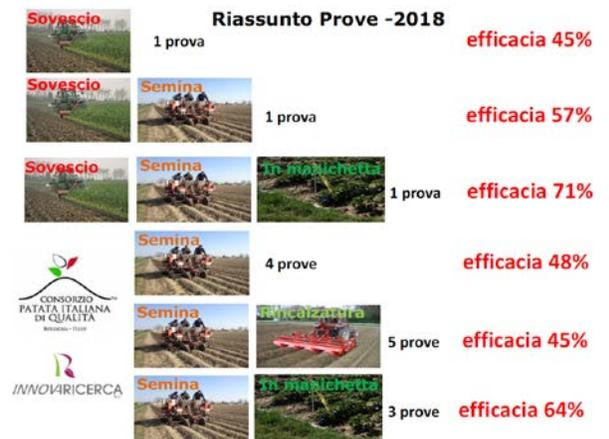 Riassunto Prove -2018
Sovescio
1 prova
efficacia 45%
Sovescio
Semina
1 prova
efficacia 57%
Sovescio
Semina
In manichetta
1 prova
efficacia 71%
Semina
4 prove
efficacia 48%
CONSORZIO
PATATA ITALIANA
DI QUALITÀ
BOLOGNA - ITALY
Semina
Rincalzatura
5 prove
efficacia 45%
INNOVARICERCA
Semina
In manichetta
3 prove
efficacia 64%